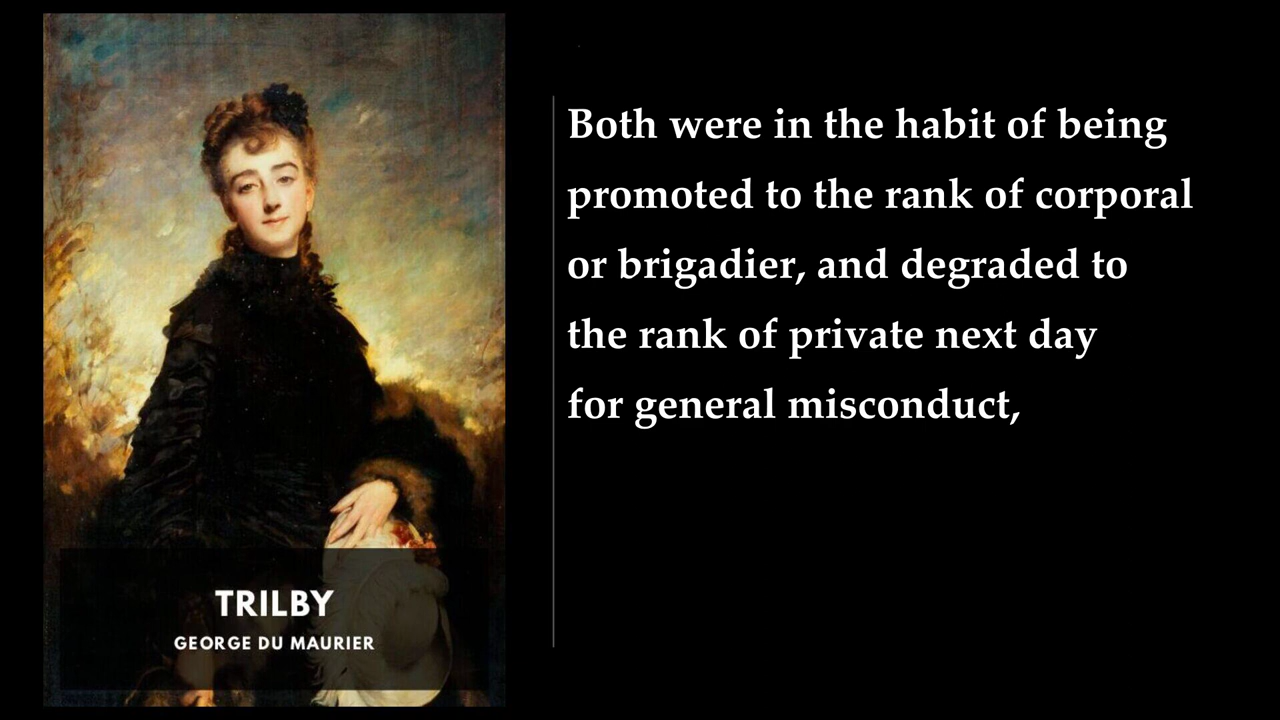 TRILBY
GEORGE DU MAURIER
Both were in the habit of being
promoted to the rank of corporal
or brigadier, and degraded to
the rank of private next day
for general misconduct,